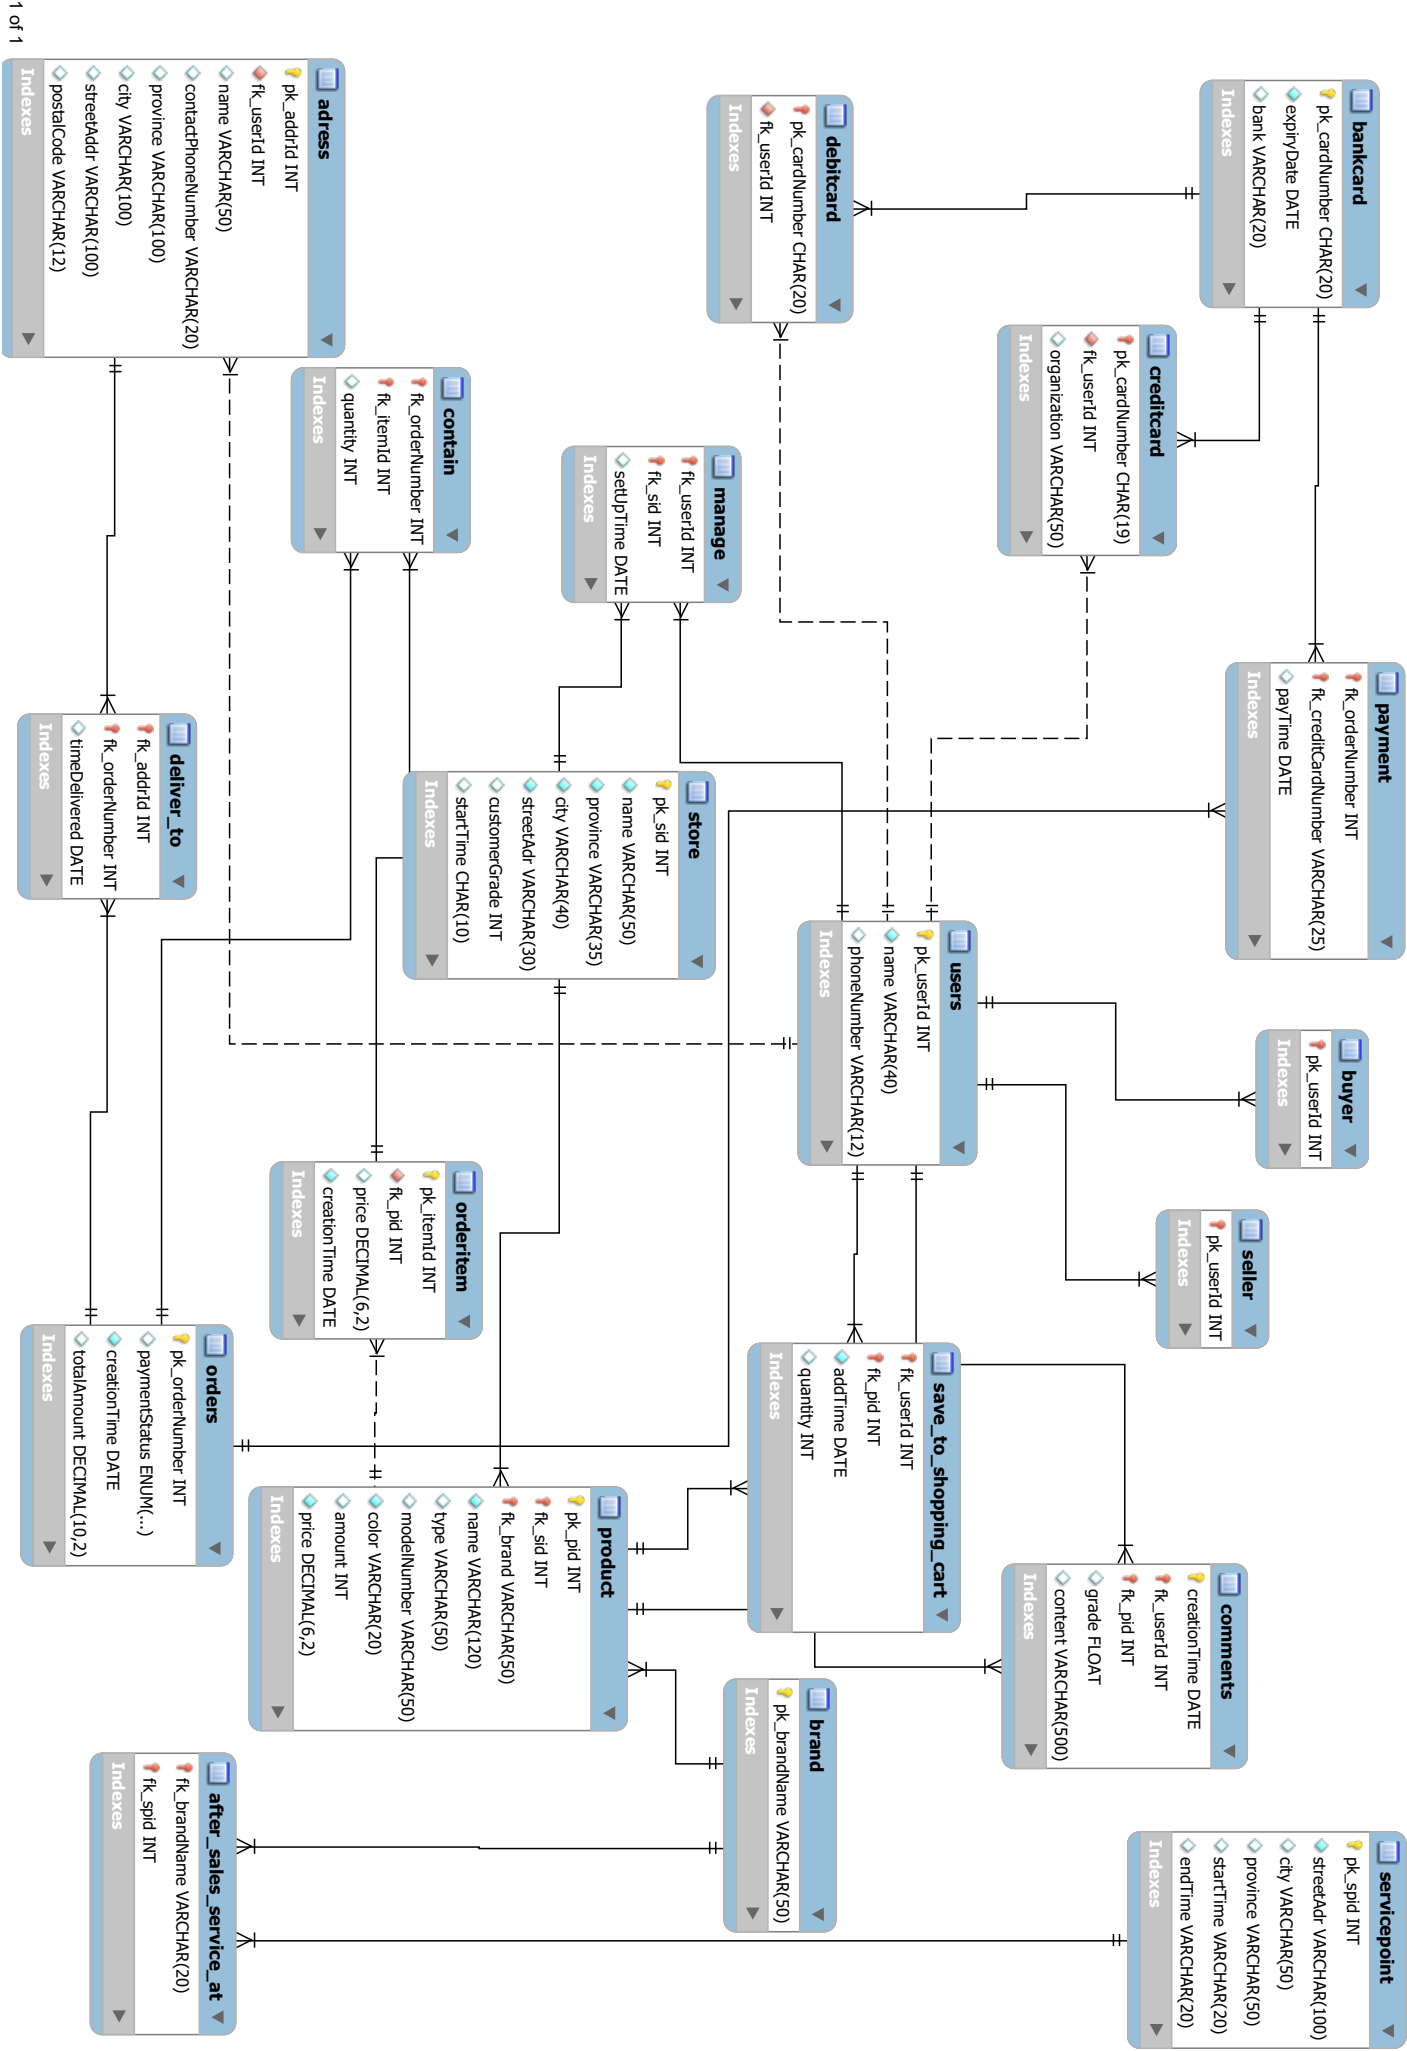 bankcard
pk_cardNumber CHAR(20)
expiryDate DATE
bank VARCHAR(20)
Indexes
payment
fk_orderNumber INT
fk_creditCardNumber VARCHAR(25)
payTime DATE
Indexes
buyer
pk_userId INT
Indexes
seller
pk_userId INT
Indexes
comments
creationTime DATE
fk_userId INT
fk_pid INT
grade FLOAT
content VARCHAR(500)
Indexes
servicepoint
pk_spid INT
streetAdr VARCHAR(100)
city VARCHAR(50)
province VARCHAR(50)
startTime VARCHAR(20)
endTime VARCHAR(20)
Indexes
creditcard
pk_cardNumber CHAR(19)
fk_userId INT
organization VARCHAR(50)
Indexes
debitcard
pk_cardNumber CHAR(20)
fk_userId INT
Indexes
users
pk_userId INT
name VARCHAR(40)
phoneNumber VARCHAR(12)
Indexes
save_to_shopping_cart
fk_userId INT
fk_pid INT
addTime DATE
quantity INT
Indexes
brand
pk_brandName VARCHAR(50)
Indexes
manage
fk_userId INT
fk_sid INT
setUpTime DATE
Indexes
store
pk_sid INT
name VARCHAR(50)
province VARCHAR(35)
city VARCHAR(40)
streetAdr VARCHAR(30)
customerGrade INT
startTime CHAR(10)
Indexes
product
pk_pid INT
fk_sid INT
fk_brand VARCHAR(50)
name VARCHAR(120)
type VARCHAR(50)
modelNumber VARCHAR(50)
color VARCHAR(20)
amount INT
price DECIMAL(6,2)
Indexes
contain
fk_orderNumber INT
fk_itemId INT
quantity INT
Indexes
orderitem
pk_itemId INT
fk_pid INT
price DECIMAL(6,2)
creationTime DATE
Indexes
adress
pk_addrId INT
fk_userId INT
name VARCHAR(50)
contactPhoneNumber VARCHAR(20)
province VARCHAR(100)
city VARCHAR(100)
streetAddr VARCHAR(100)
postalCode VARCHAR(12)
Indexes
deliver_to
fk_addrId INT
fk_orderNumber INT
timeDelivered DATE
Indexes
orders
pk_orderNumber INT
paymentStatus ENUM(...)
creationTime DATE
totalAmount DECIMAL(10,2)
Indexes
after_sales_service_at
fk_brandName VARCHAR(20)
fk_spid INT
Indexes
1 of 1